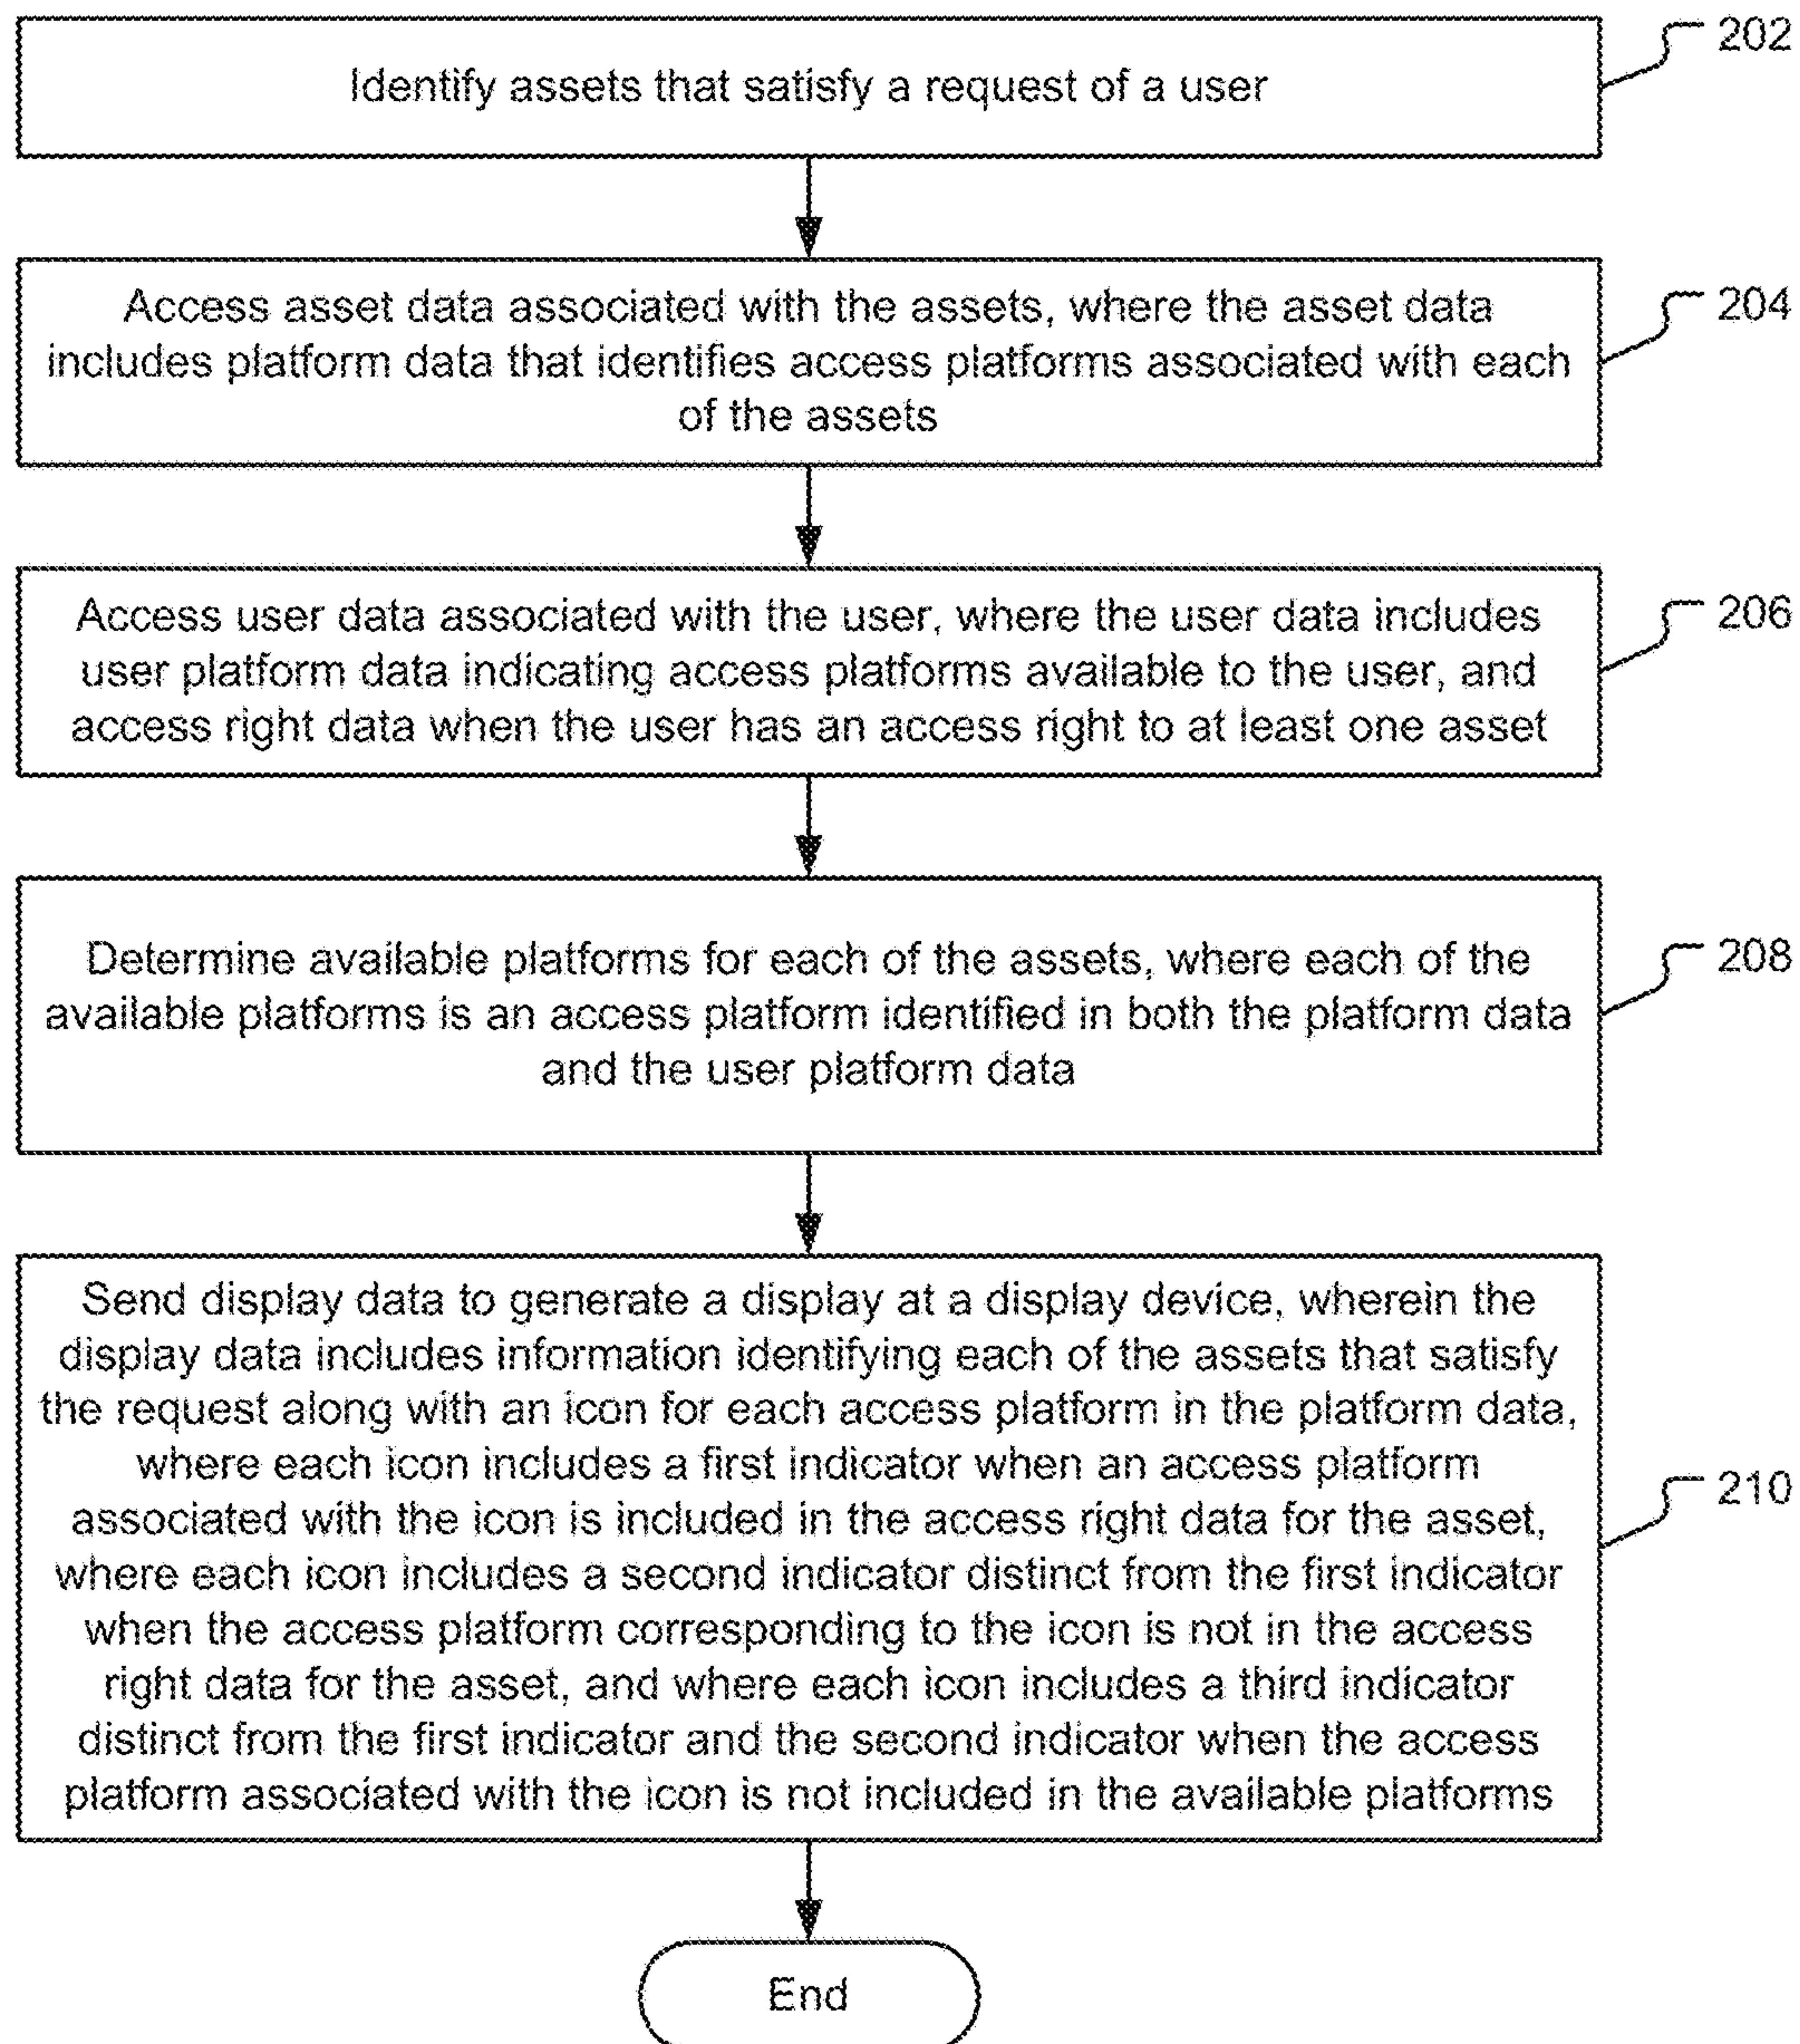 Identify assets that satisfy a request of a user
202
Access asset data associated with the assets, where the asset data
includes platform data that identifies access platforms associated with each
of the assets
204
Access user data associated with the user, where the user data includes
user platform data indicating access platforms available to the user, and
access right data when the user has an access right to at least one asset
206
Determine available platforms for each of the assets, where each of the
available platforms is an access platform identified in both the platform data
and the user platform data
208
Send display data to generate a display at a display device, wherein the
display data includes information identifying each of the assets that satisfy
the request along with an icon for each access platform in the platform data,
where each icon includes a first indicator when an access platform
associated with the icon is included in the access right data for the asset,
where each icon includes a second indicator distinct from the first indicator
when the access platform corresponding to the icon is not in the access
right data for the asset, and where each icon includes a third indicator
distinct from the first indicator and the second indicator when the access
platform associated with the icon is not included in the available platforms
210
End